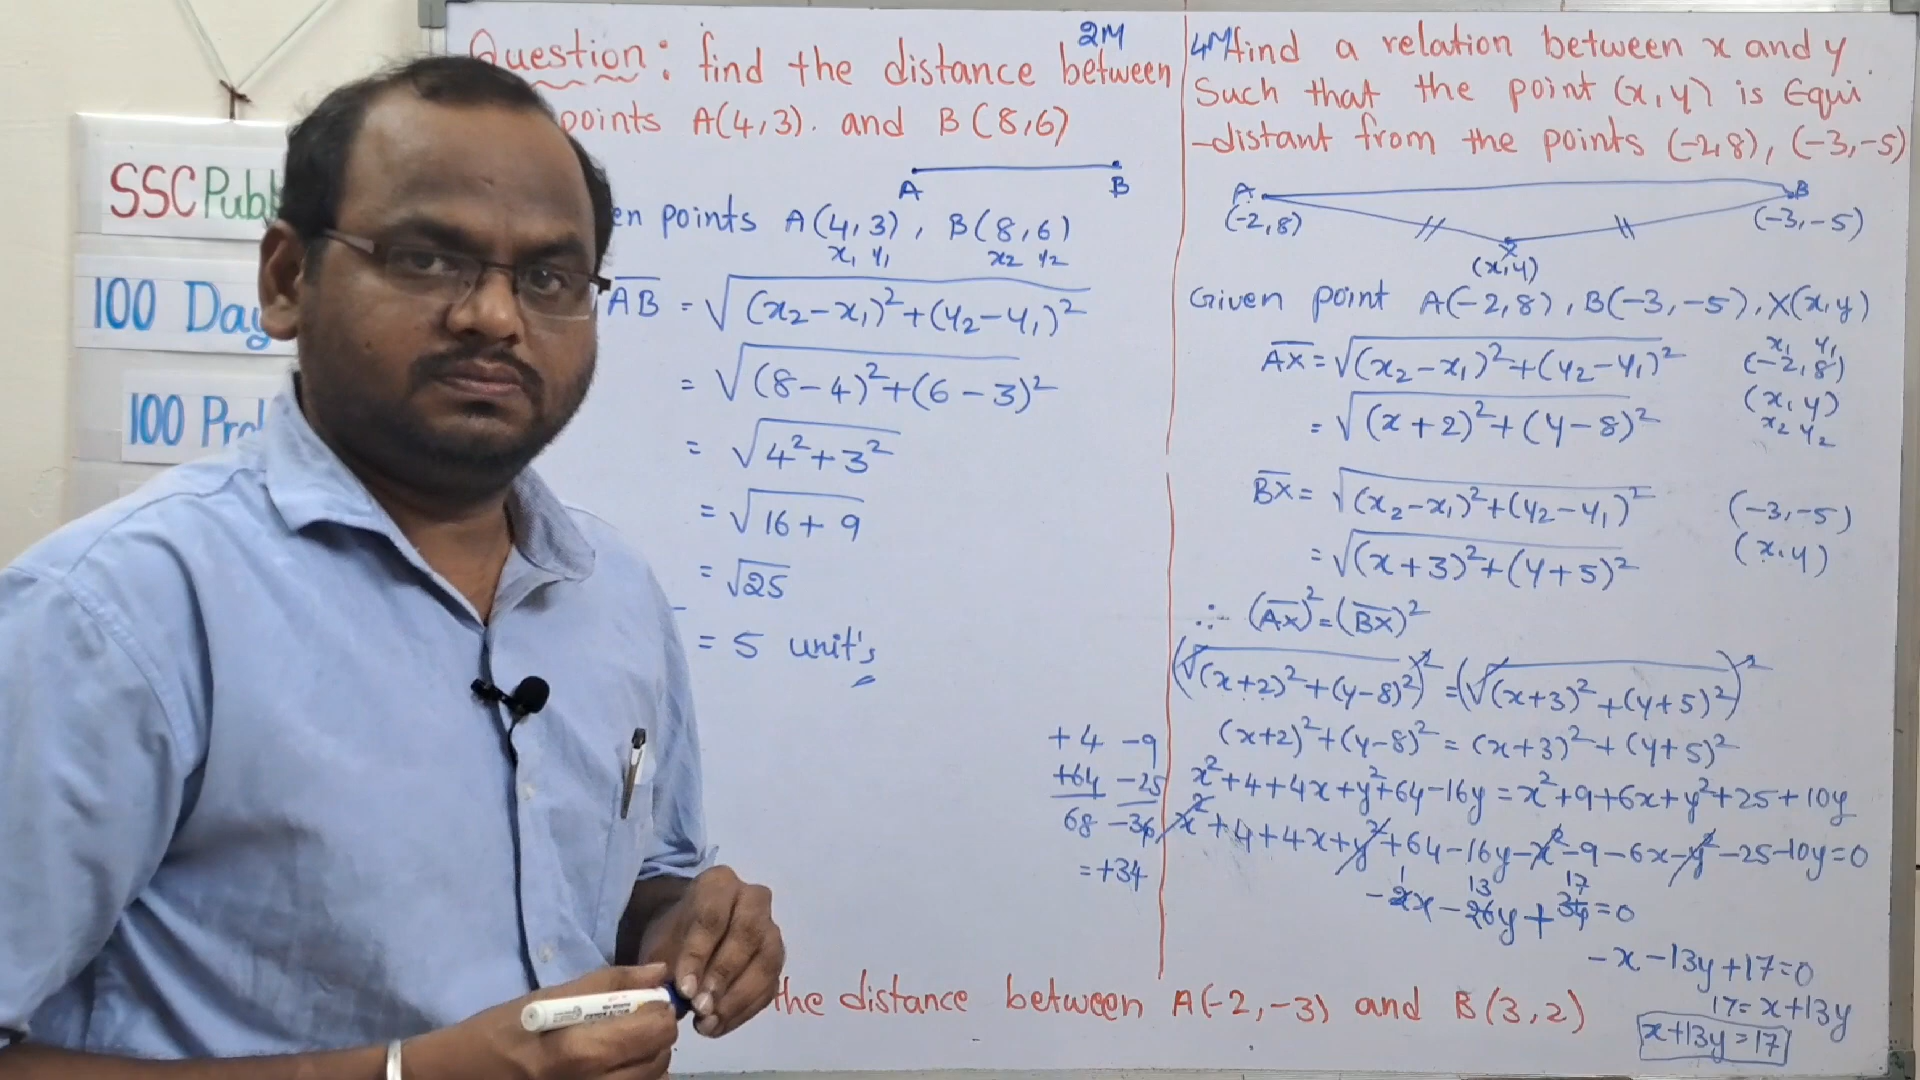 SSC Publ
100 Day
100 Pro
Question: find the distance between 2M
points A(4,3). and B(8,6)
A B
en points A(4,3), B(8,6)
x₁ y₁ x₂ y₂
AB = √(x₂-x₁)²+(y₂-y₁)²
= √(8-4)²+(6-3)²
= √4²+3²
= √16+9
= √25
= 5 unit's
4M find a relation between x and y.
Such that the point (x,y) is Equi
-distant from the points (-2,8), (-3,-5)
A B
(-2,8) (-3,-5)
X
(x,y)
Given point A(-2,8), B(-3,-5), X(x,y)
AX = √(x₂-x₁)²+(y₂-y₁)²
x₁ y₁
(-2,8)
= √(x+2)²+(y-8)²
(x,y)
x₂ y₂
BX = √(x₂-x₁)²+(y₂-y₁)²
(-3,-5)
= √(x+3)²+(y+5)²
(x,y)
∴ (AX)²=(BX)²
(√(x+2)²+(y-8)²)²=(√(x+3)²+(y+5)²)²
(x+2)²+(y-8)²=(x+3)²+(y+5)²
x²+4+4x+y²+64-16y=x²+9+6x+y²+25+10y
x²+4+4x+y²+64-16y-x²-9-6x-y²-25-10y=0
+4 -9
+64 -25
68 -36
=+34
1 13 17
-2x-26y+34=0
-x-13y+17=0
17=x+13y
x+13y=17
the distance between A(-2,-3) and B(3,2)